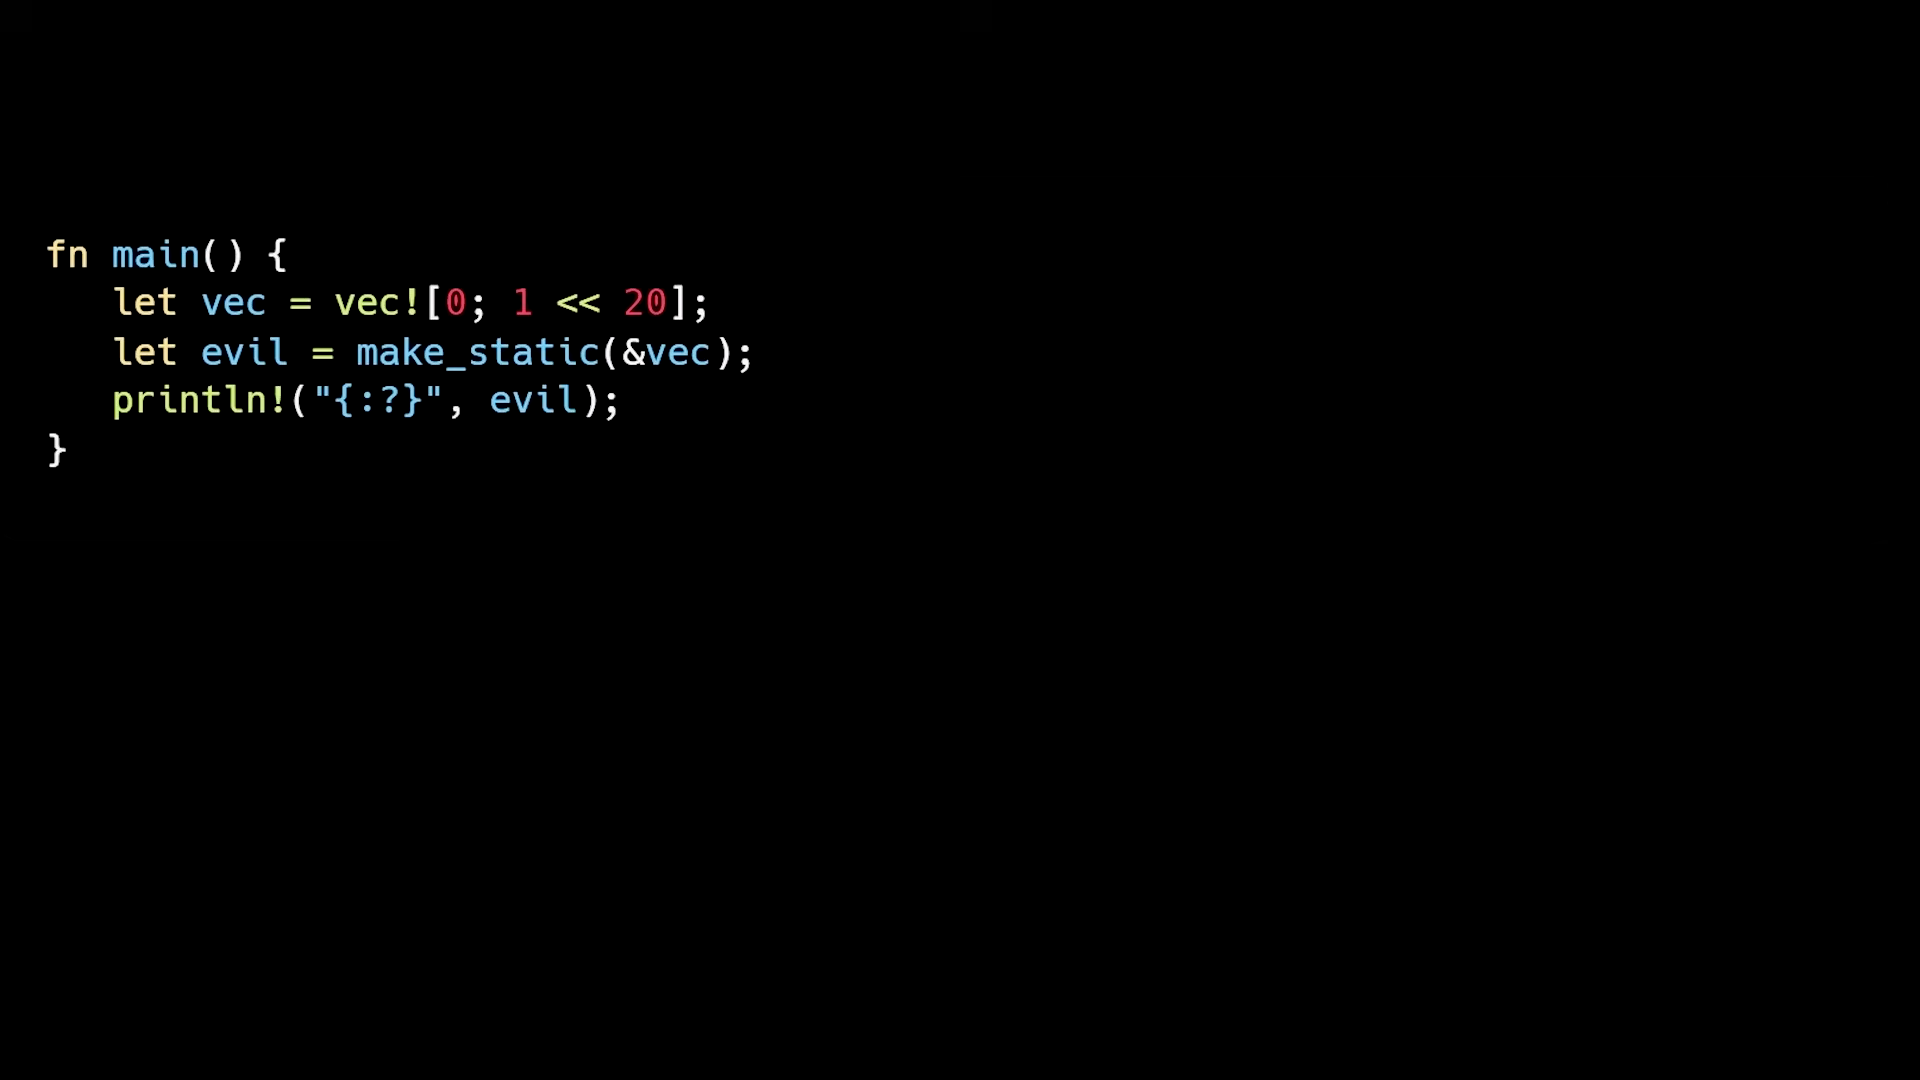 fn main() {
   let vec = vec![0; 1 << 20];
   let evil = make_static(&vec);
   println!("{:?}", evil);
}